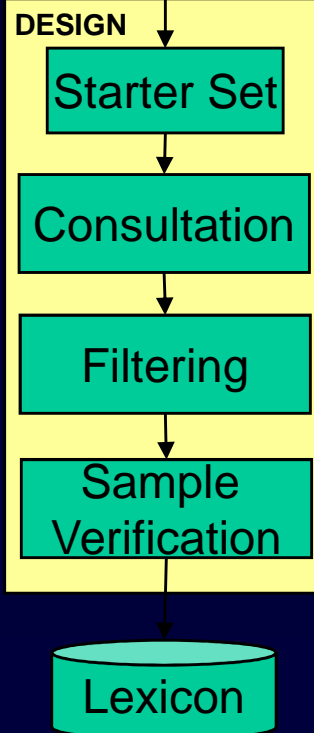 DESIGN
Starter Set
Consultation
Filtering
Sample
Verification
Lexicon